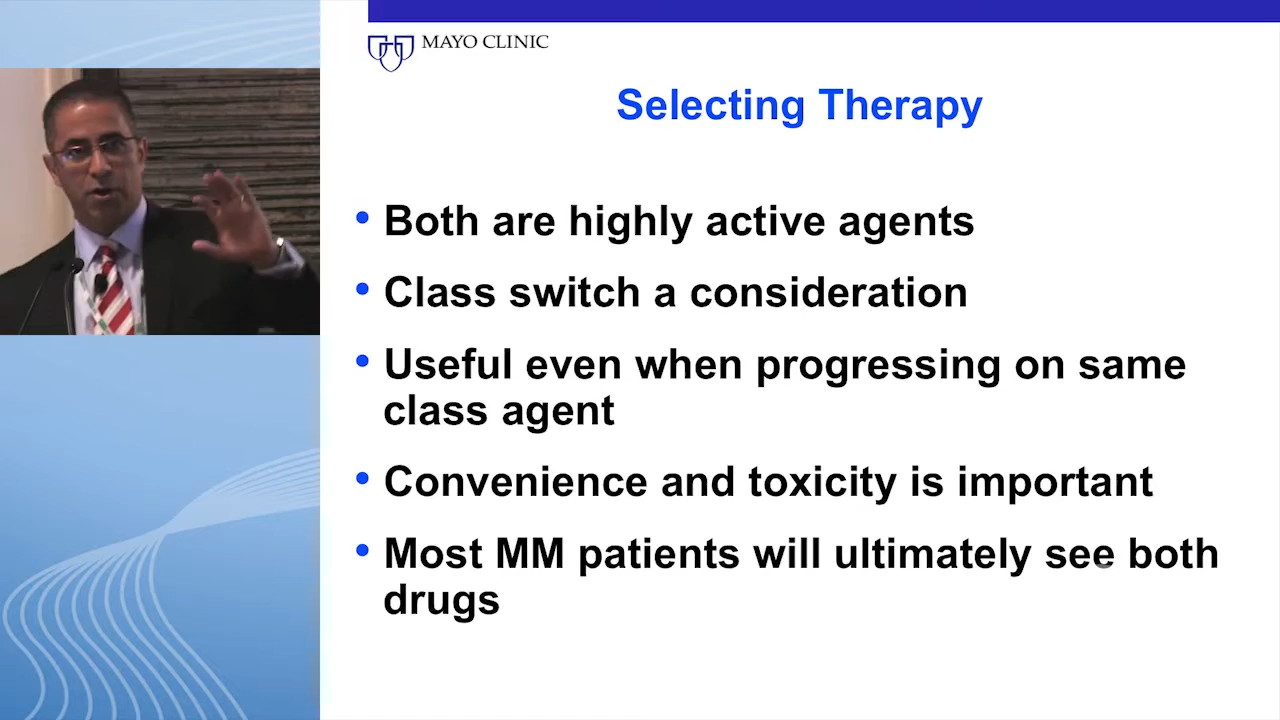 MAYO CLINIC
Selecting Therapy
• Both are highly active agents
• Class switch a consideration
• Useful even when progressing on same
class agent
• Convenience and toxicity is important
• Most MM patients will ultimately see both
drugs